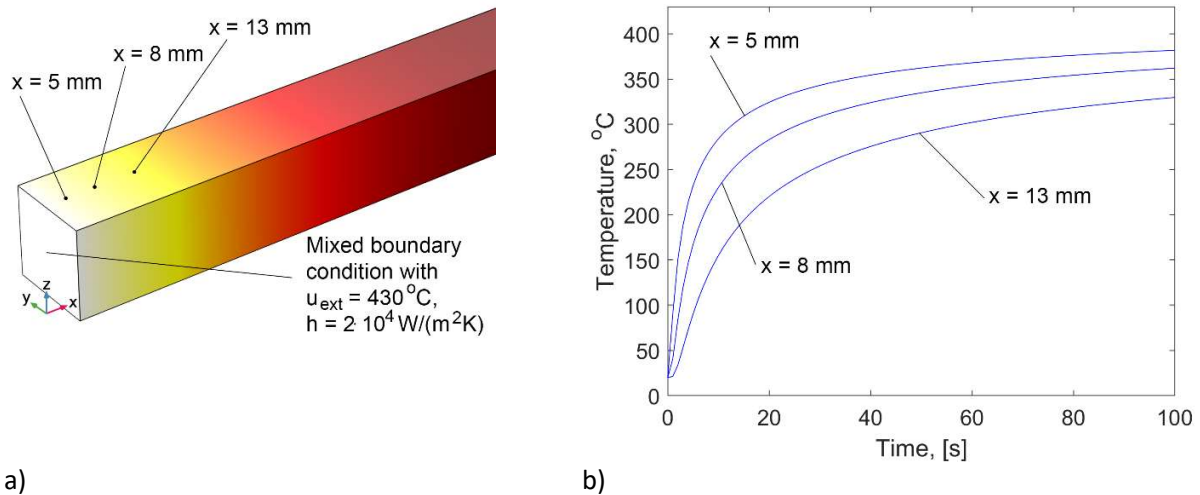 x = 13 mm
x = 8 mm
x = 5 mm
Mixed boundary
condition with
u_ext = 430 °C,
h = 2·10⁴ W/(m²K)
z
y
x
a)
Temperature, °C
400
350
300
250
200
150
100
50
0
x = 5 mm
x = 13 mm
x = 8 mm
0 20 40 60 80 100
Time, [s]
b)